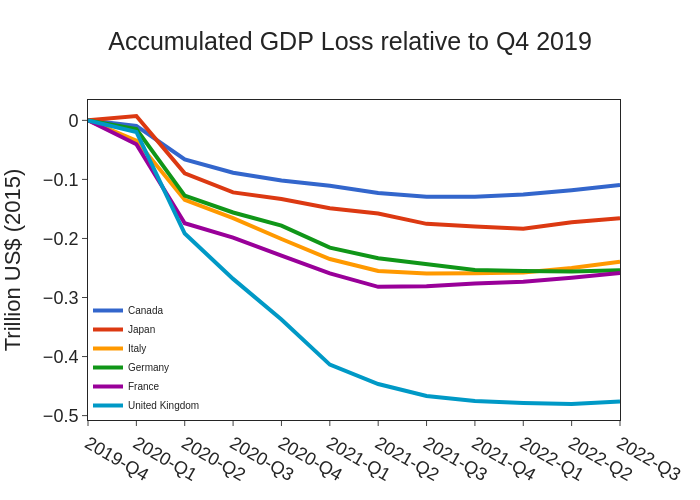 Accumulated GDP Loss relative to Q4 2019
Trillion US$ (2015)
0
−0.1
−0.2
−0.3
−0.4
−0.5
Canada
Japan
Italy
Germany
France
United Kingdom
2019-Q4
2020-Q1
2020-Q2
2020-Q3
2020-Q4
2021-Q1
2021-Q2
2021-Q3
2021-Q4
2022-Q1
2022-Q2
2022-Q3